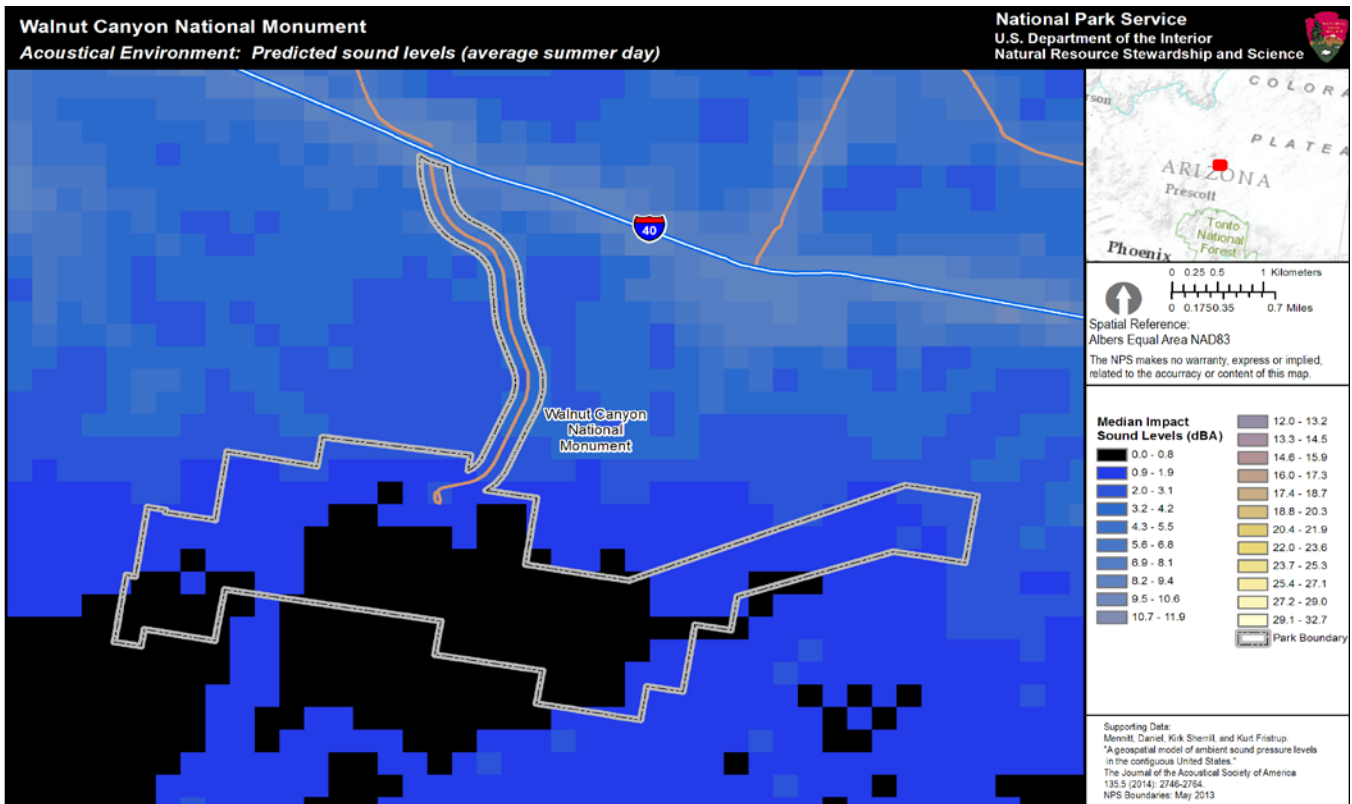 Walnut Canyon National Monument
Acoustical Environment: Predicted sound levels (average summer day)
National Park Service
U.S. Department of the Interior
Natural Resource Stewardship and Science
40
Walnut Canyon
National
Monument
COLORA
rson
PLATEA
ARIZONA
Prescott
Tonto
National
Forest
Phoenix
0 0.25 0.5 1 Kilometers
0 0.1750.35 0.7 Miles
Spatial Reference:
Albers Equal Area NAD83
The NPS makes no warranty, express or implied,
related to the accurracy or content of this map.
Median Impact
Sound Levels (dBA)
0.0 - 0.8
0.9 - 1.9
2.0 - 3.1
3.2 - 4.2
4.3 - 5.5
5.6 - 6.8
6.9 - 8.1
8.2 - 9.4
9.5 - 10.6
10.7 - 11.9
12.0 - 13.2
13.3 - 14.5
14.6 - 15.9
16.0 - 17.3
17.4 - 18.7
18.8 - 20.3
20.4 - 21.9
22.0 - 23.6
23.7 - 25.3
25.4 - 27.1
27.2 - 29.0
29.1 - 32.7
Park Boundary
Supporting Data:
Mennitt, Daniel, Kirk Sherrill, and Kurt Fristrup.
"A geospatial model of ambient sound pressure levels
in the contiguous United States."
The Journal of the Acoustical Society of America
135.5 (2014): 2746-2764.
NPS Boundaries: May 2013